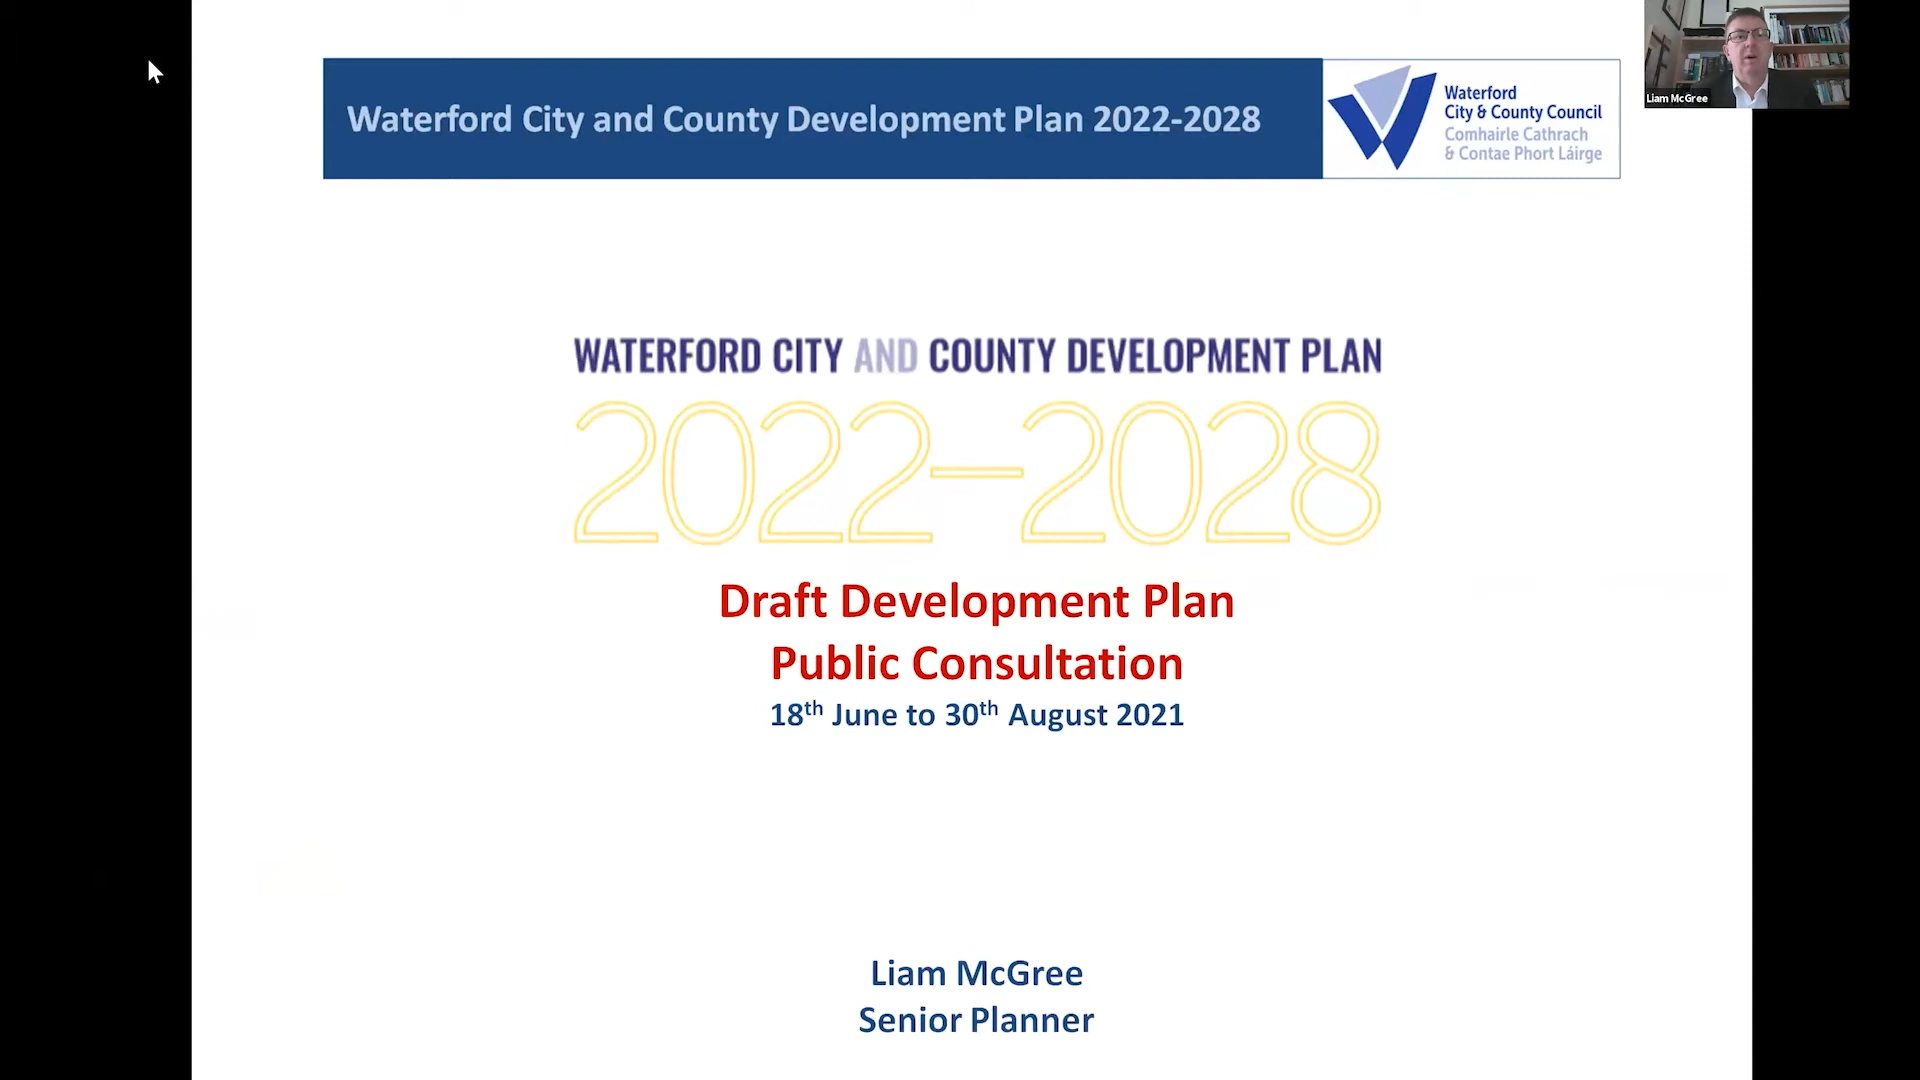 Waterford City and County Development Plan 2022-2028
Waterford
City & County Council
Comhairle Cathrach
& Contae Phort Láirge
Liam McGree
WATERFORD CITY AND COUNTY DEVELOPMENT PLAN
2022–2028
Draft Development Plan
Public Consultation
18th June to 30th August 2021
Liam McGree
Senior Planner